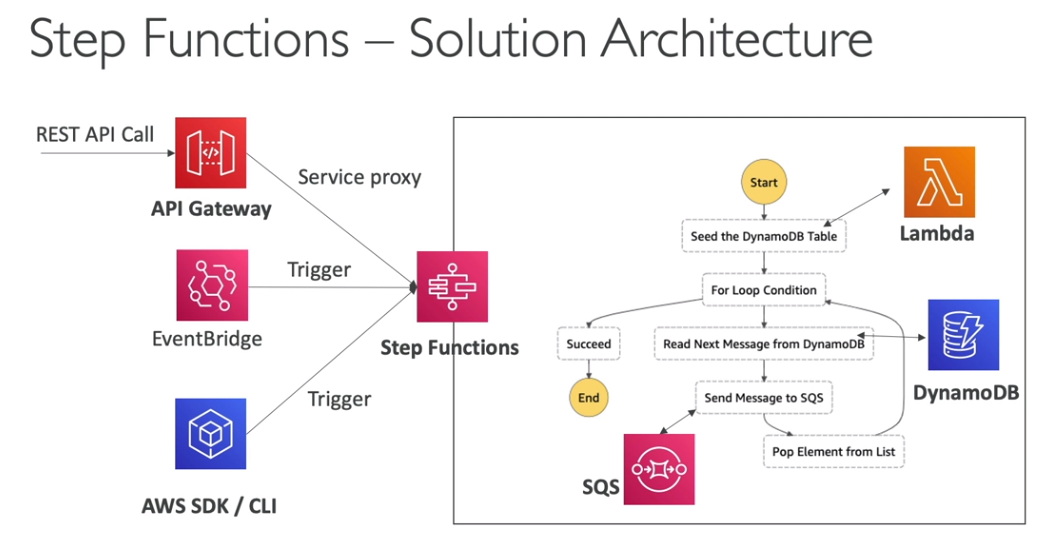 Step Functions – Solution Architecture
REST API Call
API Gateway
Service proxy
EventBridge
Trigger
AWS SDK / CLI
Trigger
Step Functions
Start
Seed the DynamoDB Table
Lambda
For Loop Condition
Succeed
Read Next Message from DynamoDB
DynamoDB
End
Send Message to SQS
Pop Element from List
SQS